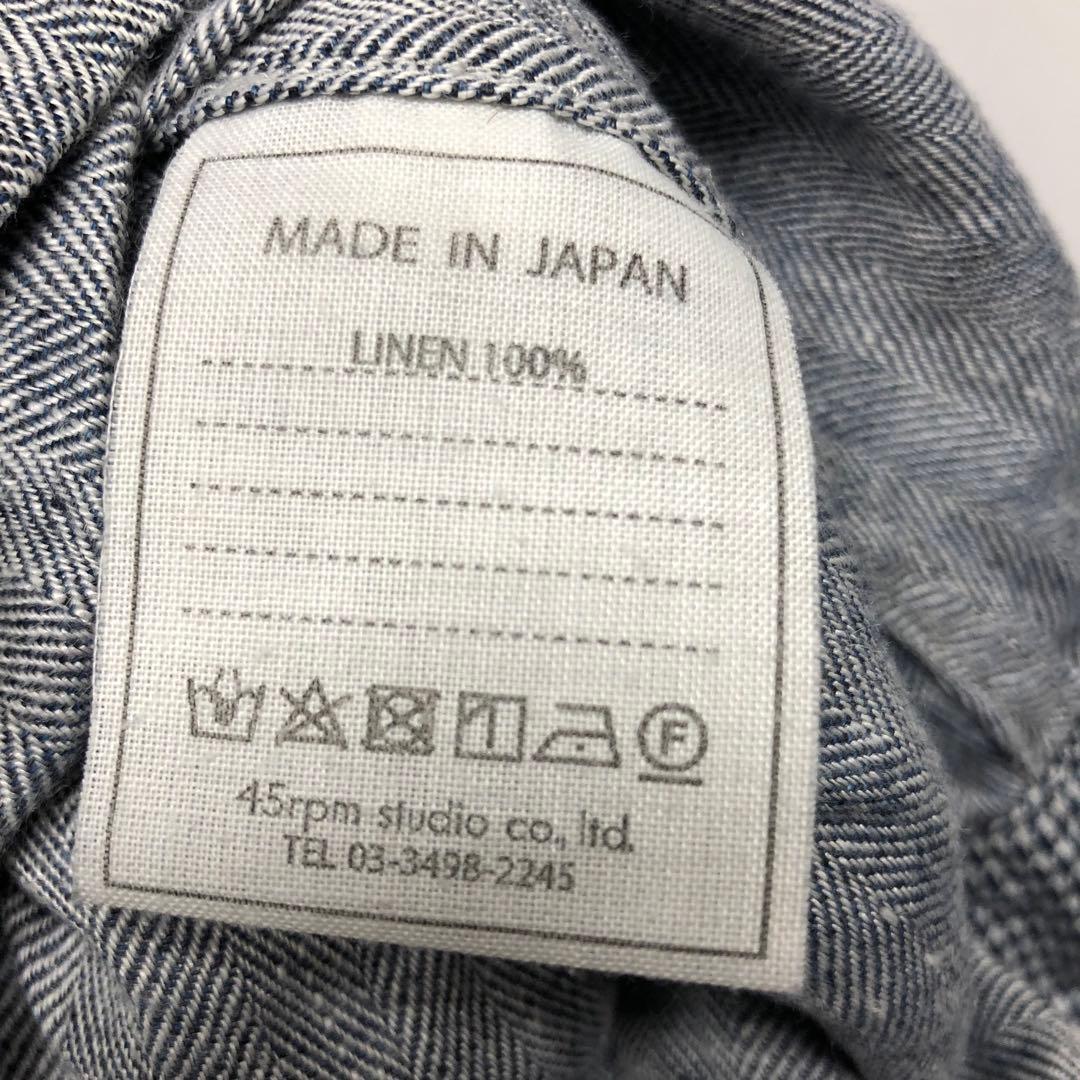 MADE IN JAPAN
LINEN 100%
F
45rpm studio co., ltd.
TEL 03-3498-2245